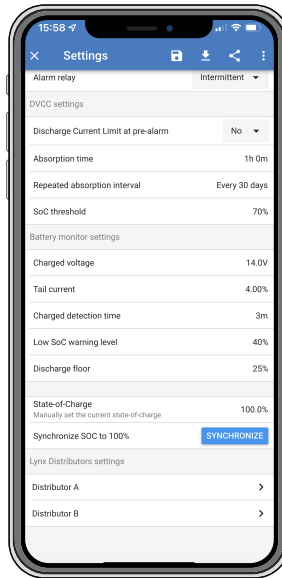 15:58
Settings
Alarm relay Intermittent
DVCC settings
Discharge Current Limit at pre-alarm No
Absorption time 1h 0m
Repeated absorption interval Every 30 days
SoC threshold 70%
Battery monitor settings
Charged voltage 14.0V
Tail current 4.00%
Charged detection time 3m
Low SoC warning level 40%
Discharge floor 25%
State-of-Charge 100.0%
Manually set the current state-of-charge
Synchronize SOC to 100% SYNCHRONIZE
Lynx Distributors settings
Distributor A
Distributor B